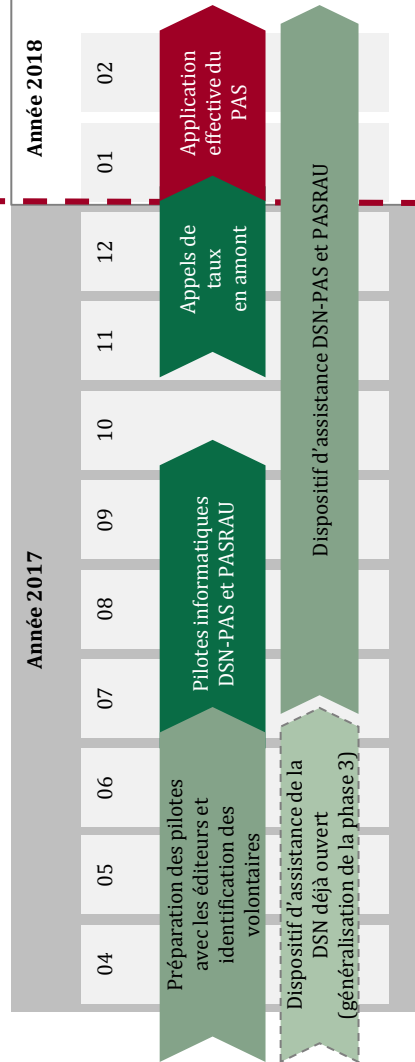 Année 2017
Année 2018
04
05
06
07
08
09
10
11
12
01
02
Préparation des pilotes
avec les éditeurs et
identification des
volontaires
Pilotes informatiques
DSN-PAS et PASRAU
Appels de
taux
en amont
Application
effective du
PAS
Dispositif d’assistance de la
DSN déjà ouvert
(généralisation de la phase 3)
Dispositif d’assistance DSN-PAS et PASRAU